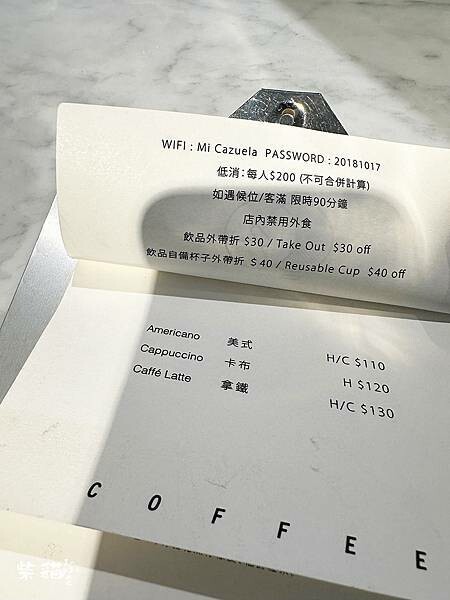 WIFI : Mi Cazuela PASSWORD : 20181017
低消：每人$200 (不可合併計算)
如遇候位/客滿 限時90分鐘
店內禁用外食
飲品外帶折 $30 / Take Out $30 off
飲品自備杯子外帶折 $40 / Reusable Cup $40 off
Americano 美式 H/C $110
Cappuccino 卡布 H $120
Caffé Latte 拿鐵 H/C $130
COFFEE
柴貓